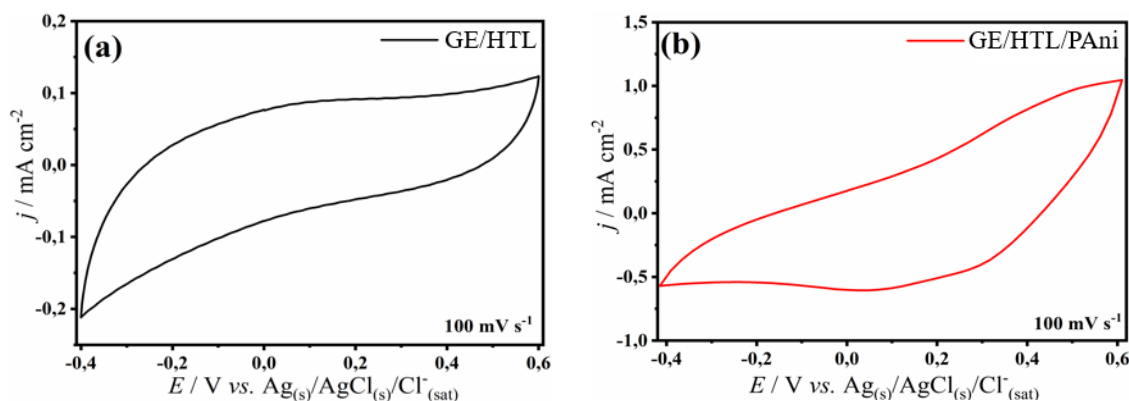 (a)
GE/HTL
0,2
0,1
0,0
-0,1
-0,2
j / mA cm⁻²
-0,4 -0,2 0,0 0,2 0,4 0,6
100 mV s⁻¹
E / V vs. Ag(s)/AgCl(s)/Cl⁻(sat)
(b)
GE/HTL/PAni
1,5
1,0
0,5
0,0
-0,5
-1,0
j / mA cm⁻²
-0,4 -0,2 0,0 0,2 0,4 0,6
100 mV s⁻¹
E / V vs. Ag(s)/AgCl(s)/Cl⁻(sat)